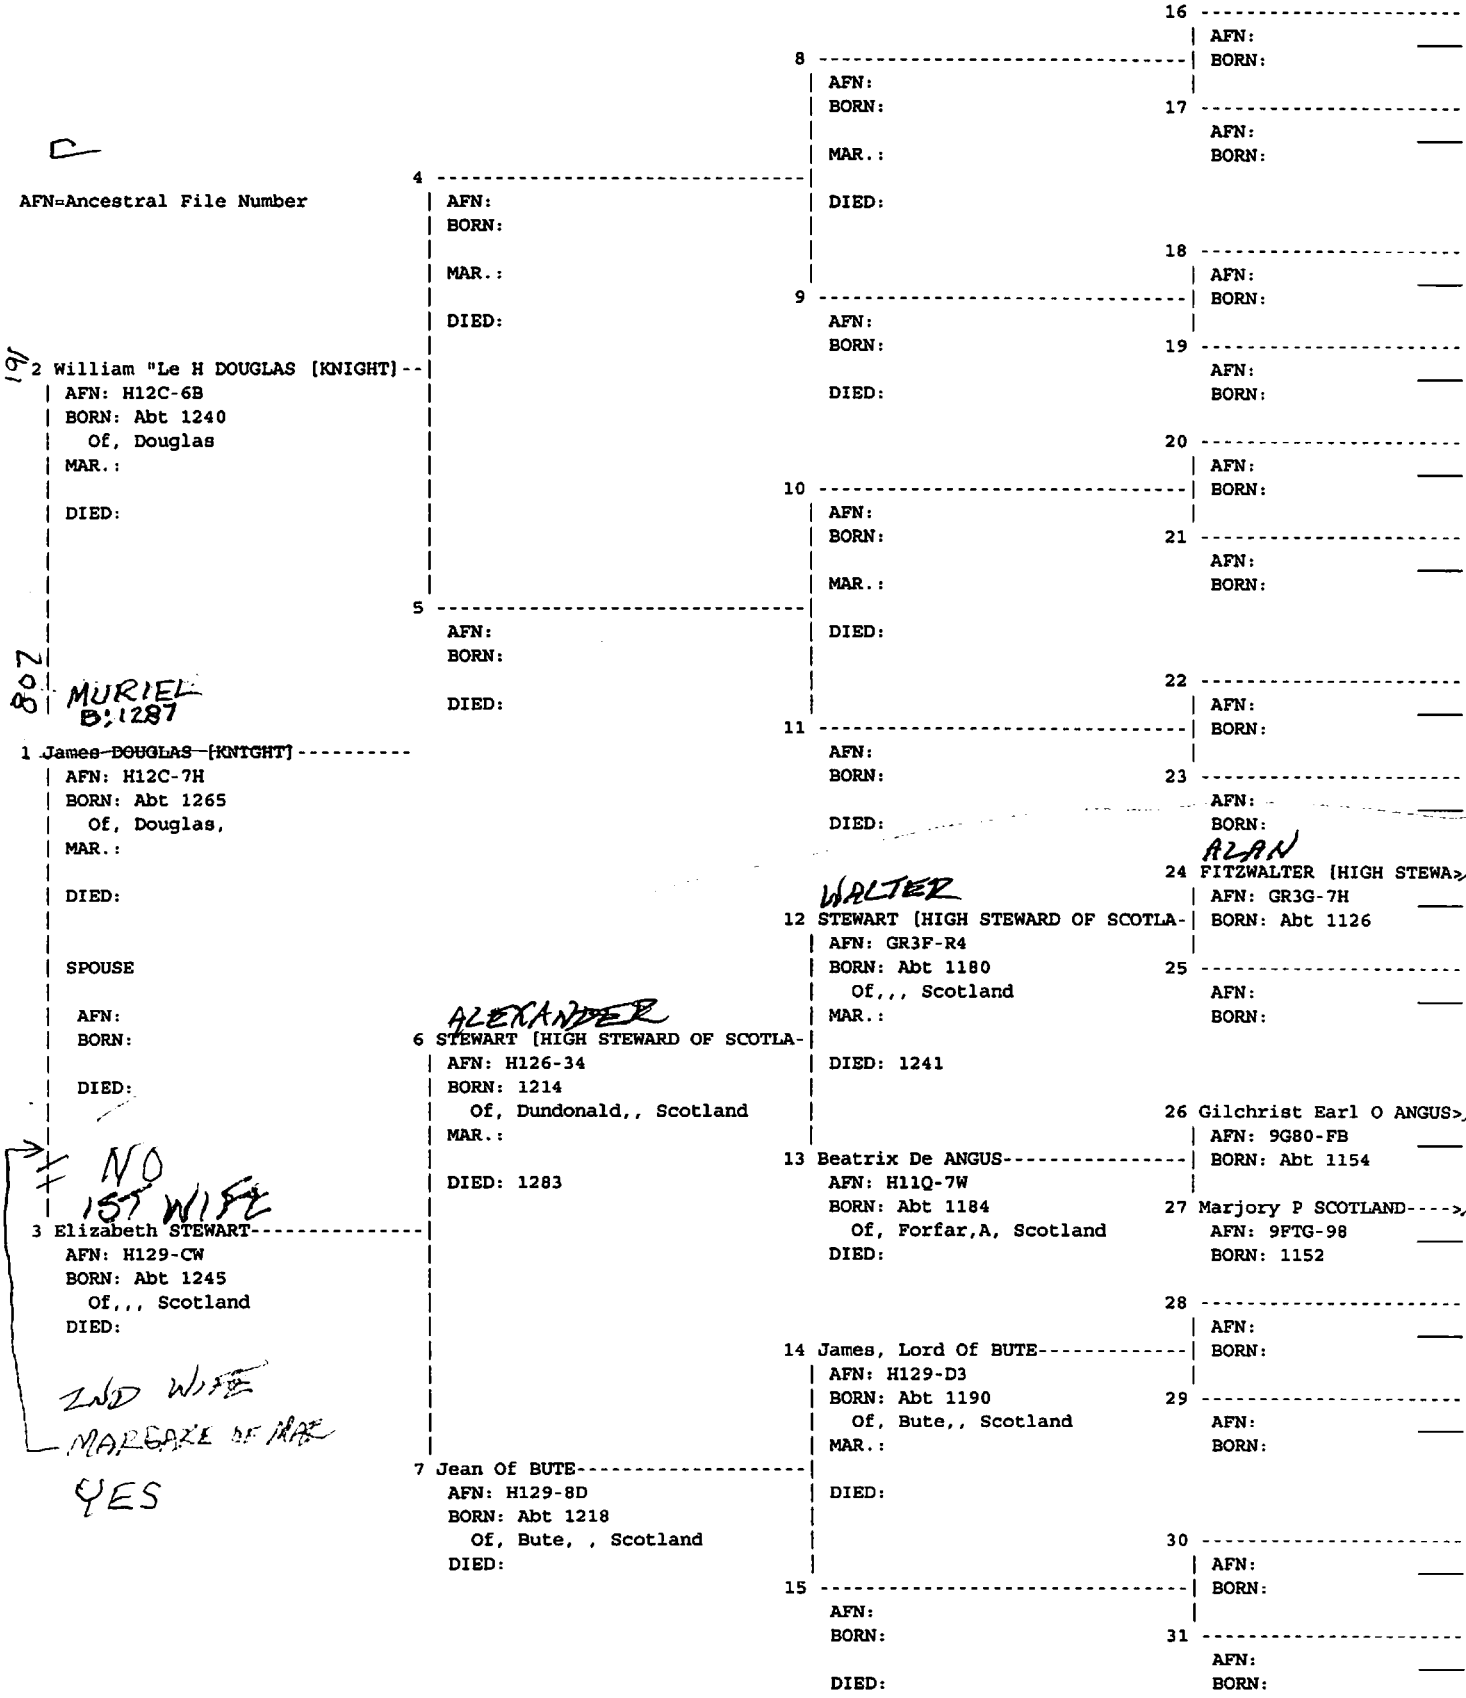 AFN=Ancestral File Number
191
2 William "Le H DOUGLAS [KNIGHT]--
AFN: H12C-6B
BORN: Abt 1240
Of, Douglas
MAR.:
DIED:
208
MURIEL
B:1287
1 James DOUGLAS [KNIGHT]----------
AFN: H12C-7H
BORN: Abt 1265
Of, Douglas,
MAR.:
DIED:
SPOUSE
AFN:
BORN:
DIED:
NO
1ST WIFE
3 Elizabeth STEWART---------------
AFN: H129-CW
BORN: Abt 1245
Of,,, Scotland
DIED:
2ND WIFE
MARGARE OF MAR
YES
4
AFN:
BORN:
MAR.:
DIED:
5
AFN:
BORN:
DIED:
ALEXANDER
6 STEWART [HIGH STEWARD OF SCOTLA-
AFN: H126-34
BORN: 1214
Of, Dundonald,, Scotland
MAR.:
DIED: 1283
7 Jean Of BUTE--------------------
AFN: H129-8D
BORN: Abt 1218
Of, Bute, , Scotland
DIED:
8
AFN:
BORN:
MAR.:
DIED:
9
AFN:
BORN:
DIED:
10
AFN:
BORN:
MAR.:
DIED:
11
AFN:
BORN:
DIED:
WALTER
12 STEWART [HIGH STEWARD OF SCOTLA-
AFN: GR3F-R4
BORN: Abt 1180
Of,,, Scotland
MAR.:
DIED: 1241
13 Beatrix De ANGUS----------------
AFN: H11Q-7W
BORN: Abt 1184
Of, Forfar,A, Scotland
DIED:
14 James, Lord Of BUTE-------------
AFN: H129-D3
BORN: Abt 1190
Of, Bute,, Scotland
MAR.:
DIED:
15
AFN:
BORN:
DIED:
16
AFN:
BORN:
17
AFN:
BORN:
18
AFN:
BORN:
19
AFN:
BORN:
20
AFN:
BORN:
21
AFN:
BORN:
22
AFN:
BORN:
23
AFN:
BORN:
ALAN
24 FITZWALTER [HIGH STEWA>
AFN: GR3G-7H
BORN: Abt 1126
25
AFN:
BORN:
26 Gilchrist Earl O ANGUS>
AFN: 9G80-FB
BORN: Abt 1154
27 Marjory P SCOTLAND---->
AFN: 9FTG-98
BORN: 1152
28
AFN:
BORN:
29
AFN:
BORN:
30
AFN:
BORN:
31
AFN:
BORN: